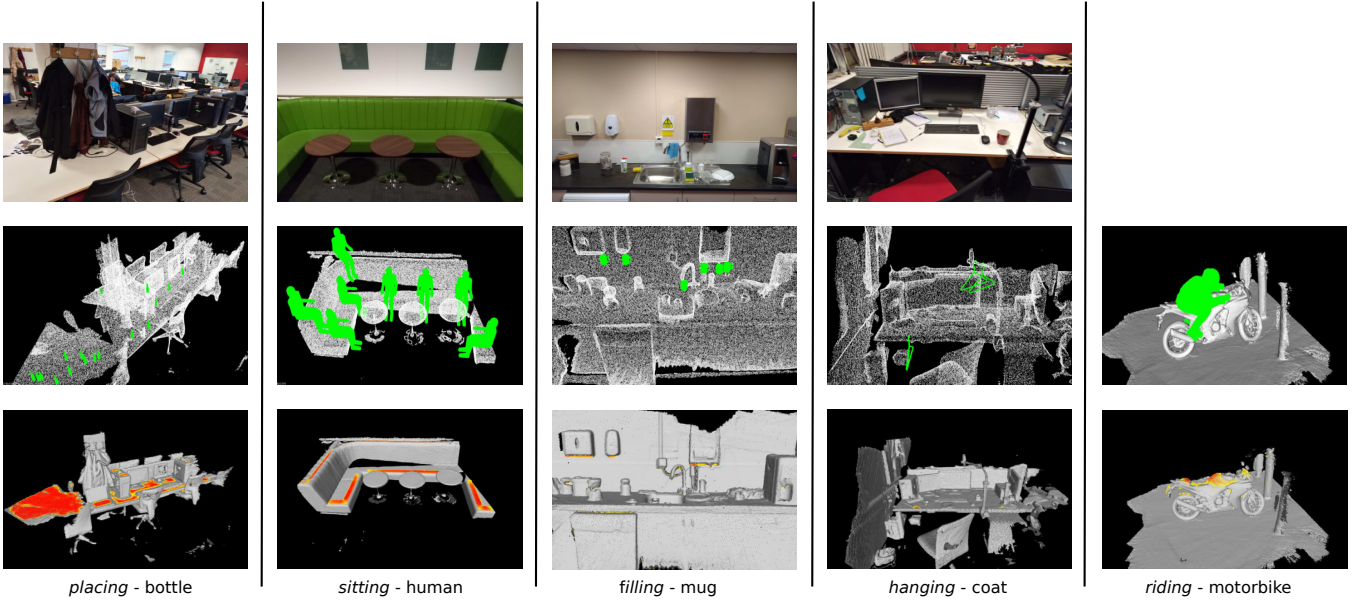 placing - bottle
sitting - human
filling - mug
hanging - coat
riding - motorbike